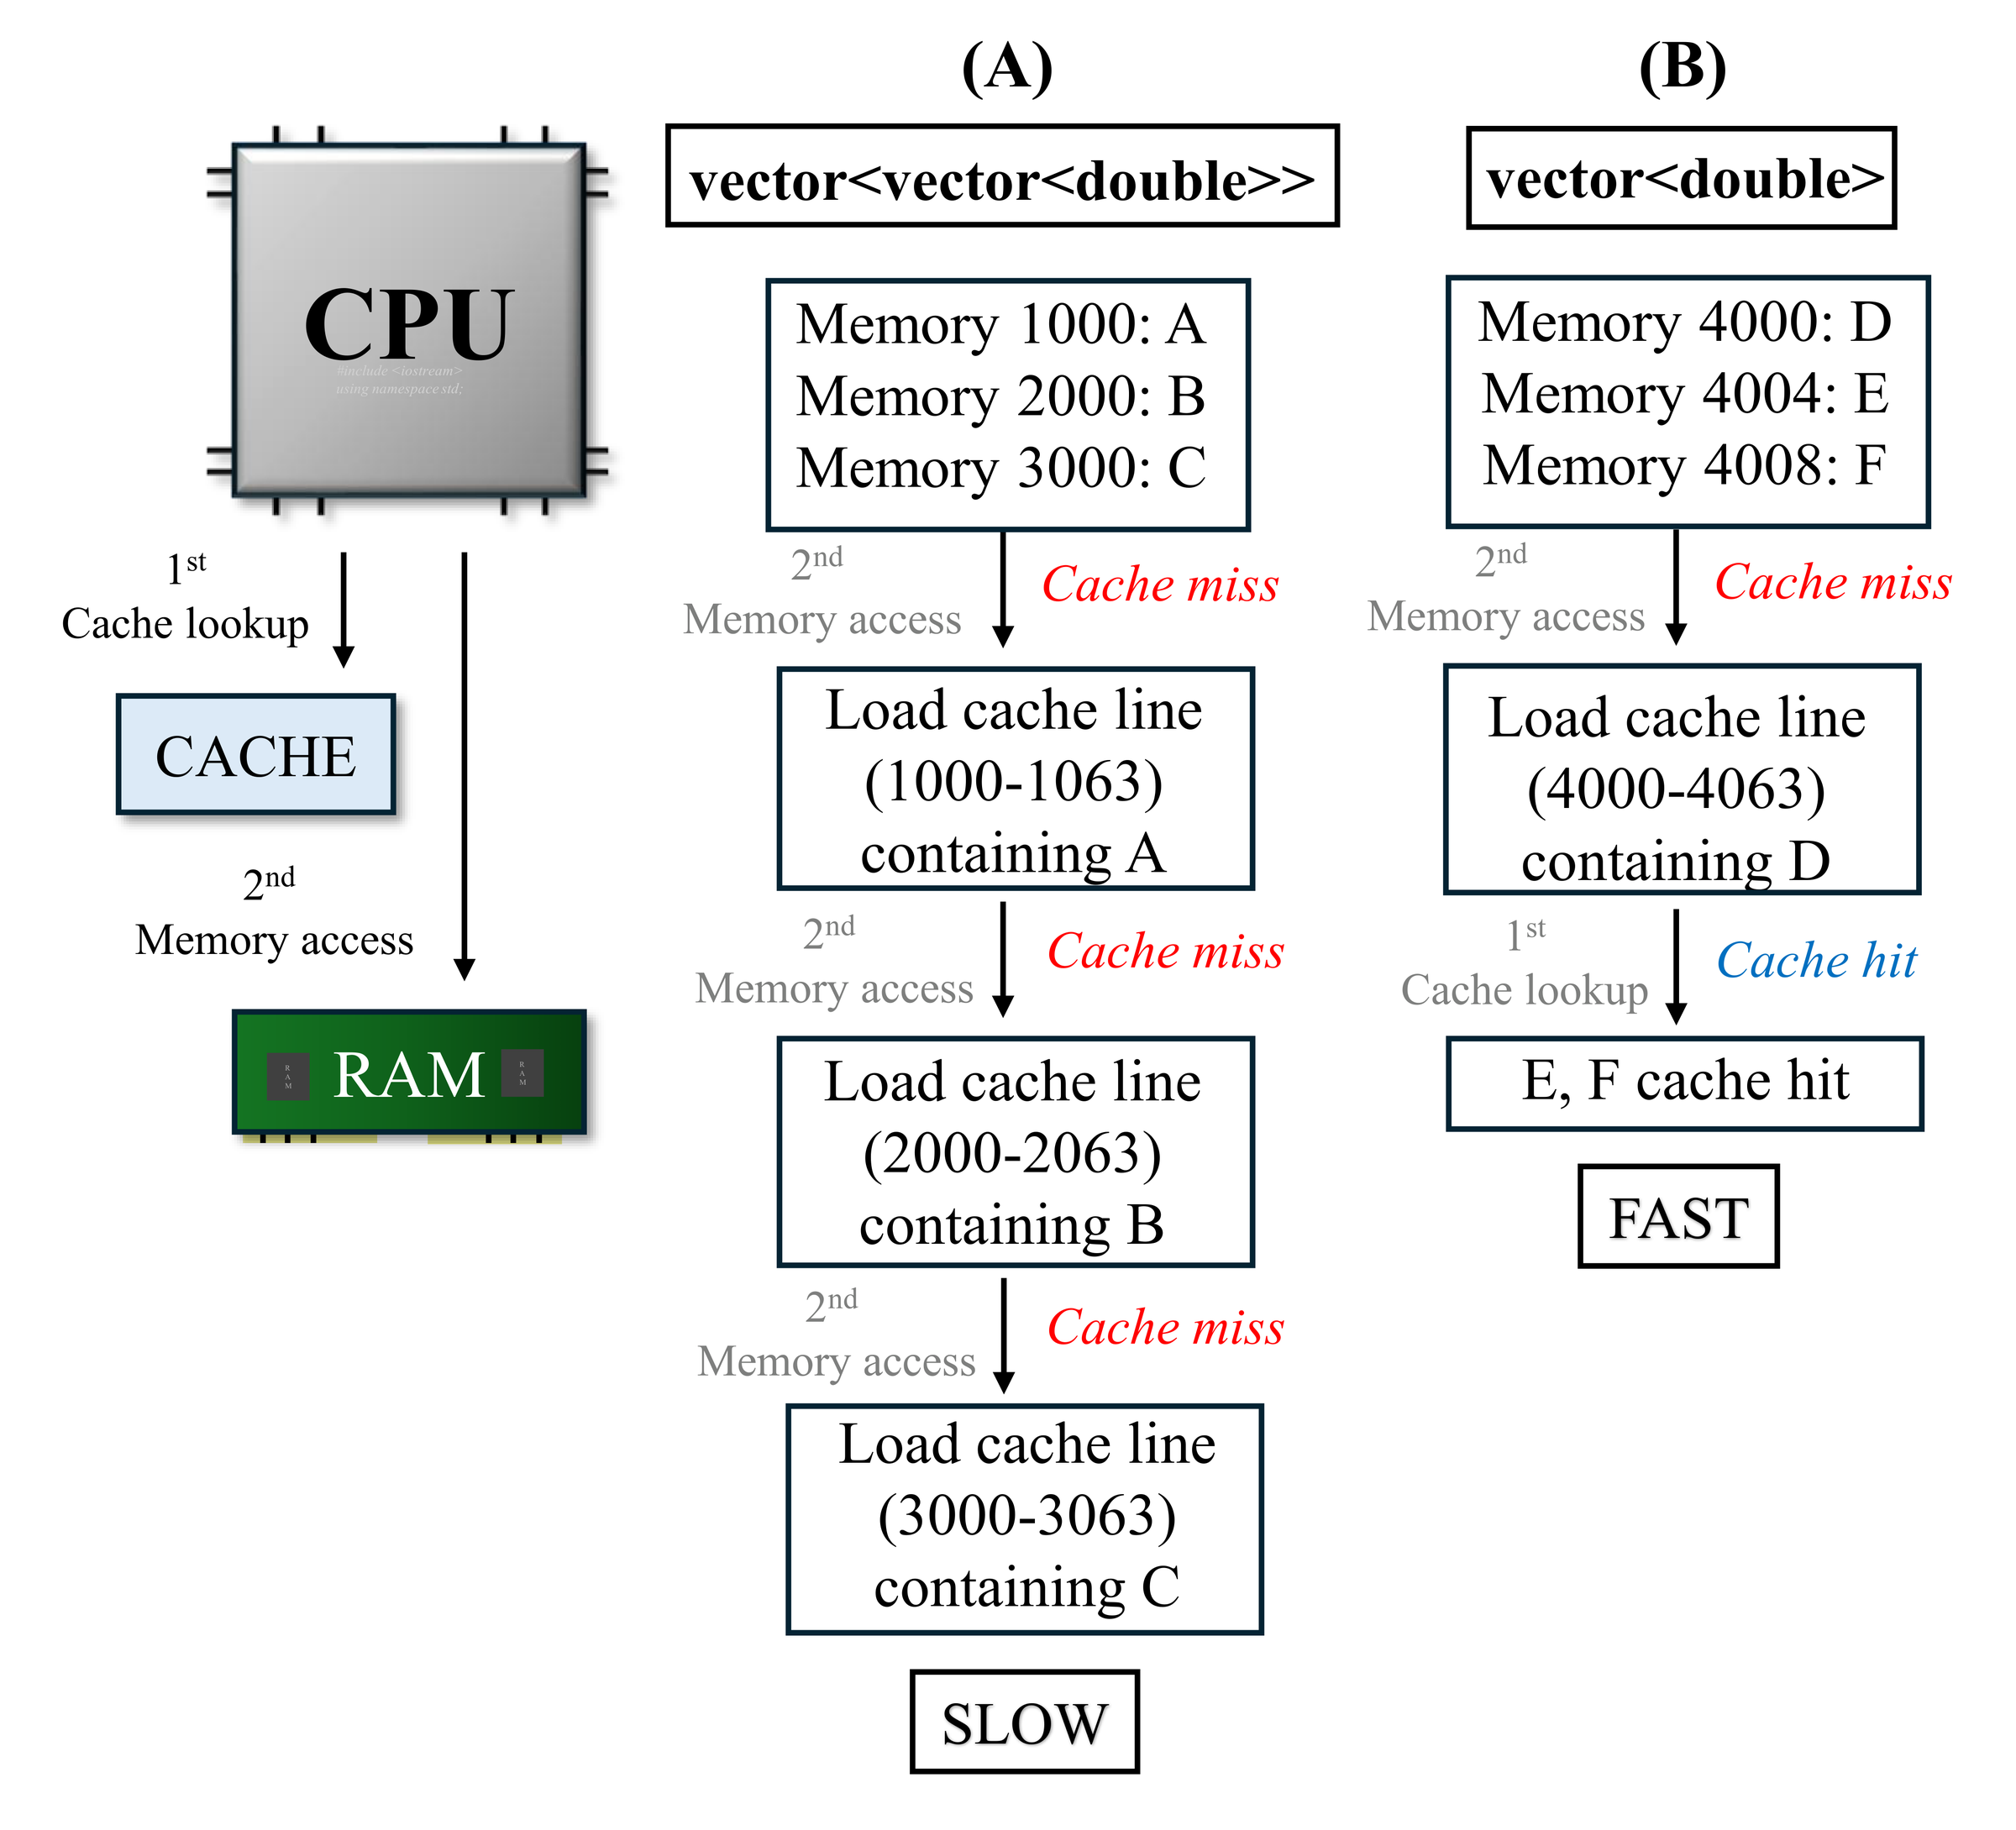 CPU
#include <iostream>
using namespace std;
1st
Cache lookup
CACHE
2nd
Memory access
RAM
R
A
M
R
A
M
(A)
vector<vector<double>>
Memory 1000: A
Memory 2000: B
Memory 3000: C
2nd
Memory access
Cache miss
Load cache line
(1000-1063)
containing A
2nd
Memory access
Cache miss
Load cache line
(2000-2063)
containing B
2nd
Memory access
Cache miss
Load cache line
(3000-3063)
containing C
SLOW
(B)
vector<double>
Memory 4000: D
Memory 4004: E
Memory 4008: F
2nd
Memory access
Cache miss
Load cache line
(4000-4063)
containing D
1st
Cache lookup
Cache hit
E, F cache hit
FAST